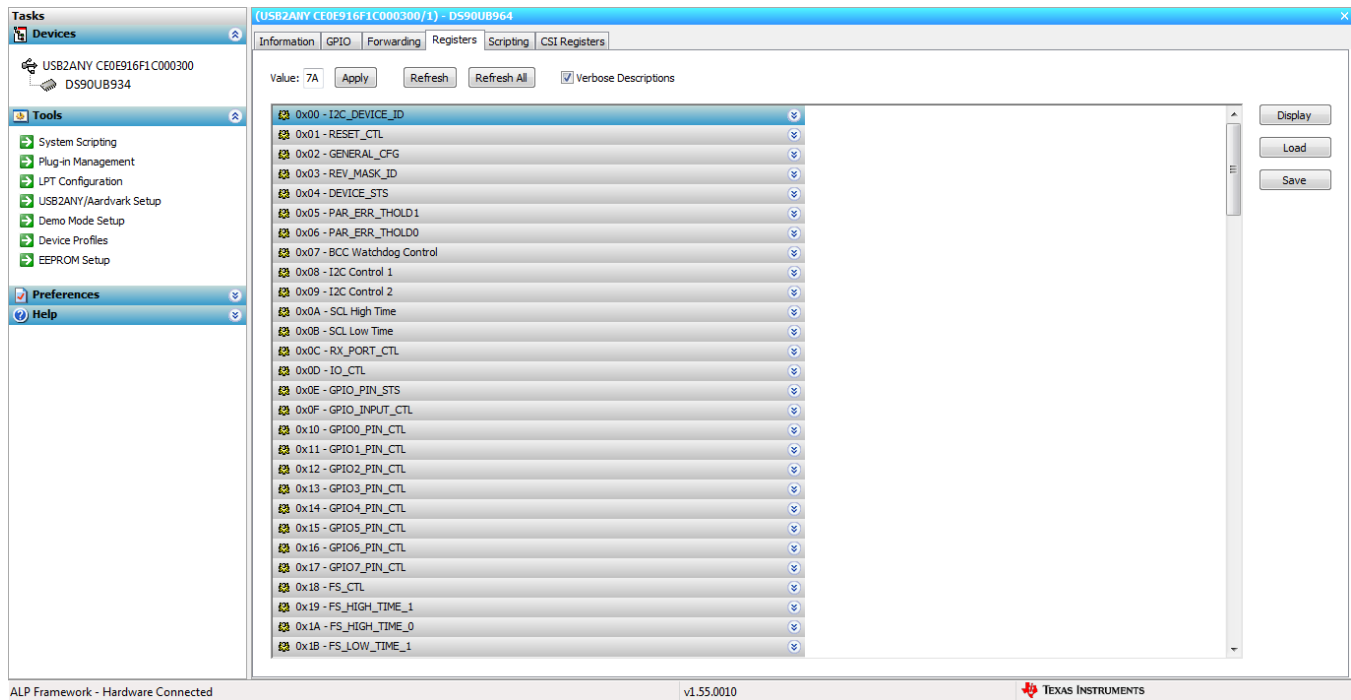 Tasks
Devices
USB2ANY CE0E916F1C000300
DS90UB934
Tools
System Scripting
Plug-in Management
LPT Configuration
USB2ANY/Aardvark Setup
Demo Mode Setup
Device Profiles
EEPROM Setup
Preferences
Help
(USB2ANY CE0E916F1C000300/1) - DS90UB964
Information GPIO Forwarding Registers Scripting CSI Registers
Value: 7A Apply Refresh Refresh All Verbose Descriptions
0x00 - I2C_DEVICE_ID
0x01 - RESET_CTL
0x02 - GENERAL_CFG
0x03 - REV_MASK_ID
0x04 - DEVICE_STS
0x05 - PAR_ERR_THOLD1
0x06 - PAR_ERR_THOLD0
0x07 - BCC Watchdog Control
0x08 - I2C Control 1
0x09 - I2C Control 2
0x0A - SCL High Time
0x0B - SCL Low Time
0x0C - RX_PORT_CTL
0x0D - IO_CTL
0x0E - GPIO_PIN_STS
0x0F - GPIO_INPUT_CTL
0x10 - GPIO0_PIN_CTL
0x11 - GPIO1_PIN_CTL
0x12 - GPIO2_PIN_CTL
0x13 - GPIO3_PIN_CTL
0x14 - GPIO4_PIN_CTL
0x15 - GPIO5_PIN_CTL
0x16 - GPIO6_PIN_CTL
0x17 - GPIO7_PIN_CTL
0x18 - FS_CTL
0x19 - FS_HIGH_TIME_1
0x1A - FS_HIGH_TIME_0
0x1B - FS_LOW_TIME_1
Display
Load
Save
ALP Framework - Hardware Connected v1.55.0010 TEXAS INSTRUMENTS